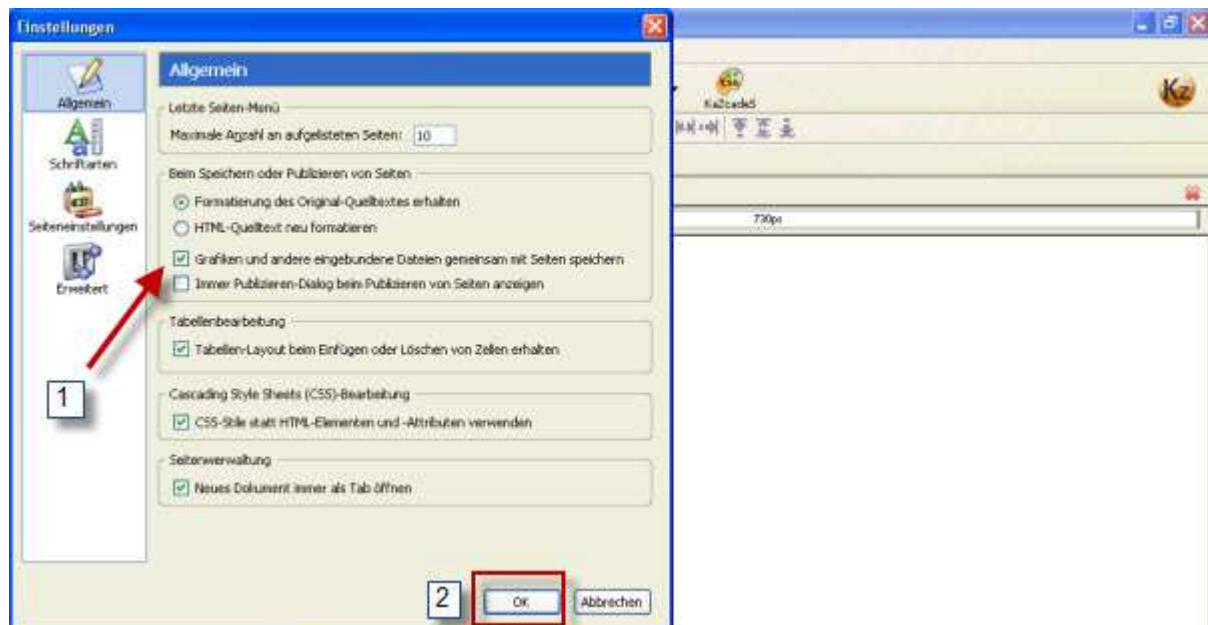 Einstellungen
Allgemein
Schriftarten
Seiteneinstellungen
Erweitert
Allgemein
Letzte Seiten-Menü
Maximale Anzahl an aufgelisteten Seiten: 10
Beim Speichern oder Publizieren von Seiten
Formatierung des Original-Quelltextes erhalten
HTML-Quelltext neu formatieren
Grafiken und andere eingebundene Dateien gemeinsam mit Seiten speichern
Immer Publizieren-Dialog beim Publizieren von Seiten anzeigen
Tabellenbearbeitung
Tabellen-Layout beim Einfügen oder Löschen von Zellen erhalten
1
Cascading Style Sheets (CSS)-Bearbeitung
CSS-Stile statt HTML-Elementen und -Attributen verwenden
Seitenverwaltung
Neues Dokument immer als Tab öffnen
2
OK
Abbrechen
KaZcadeS
Kz
730px